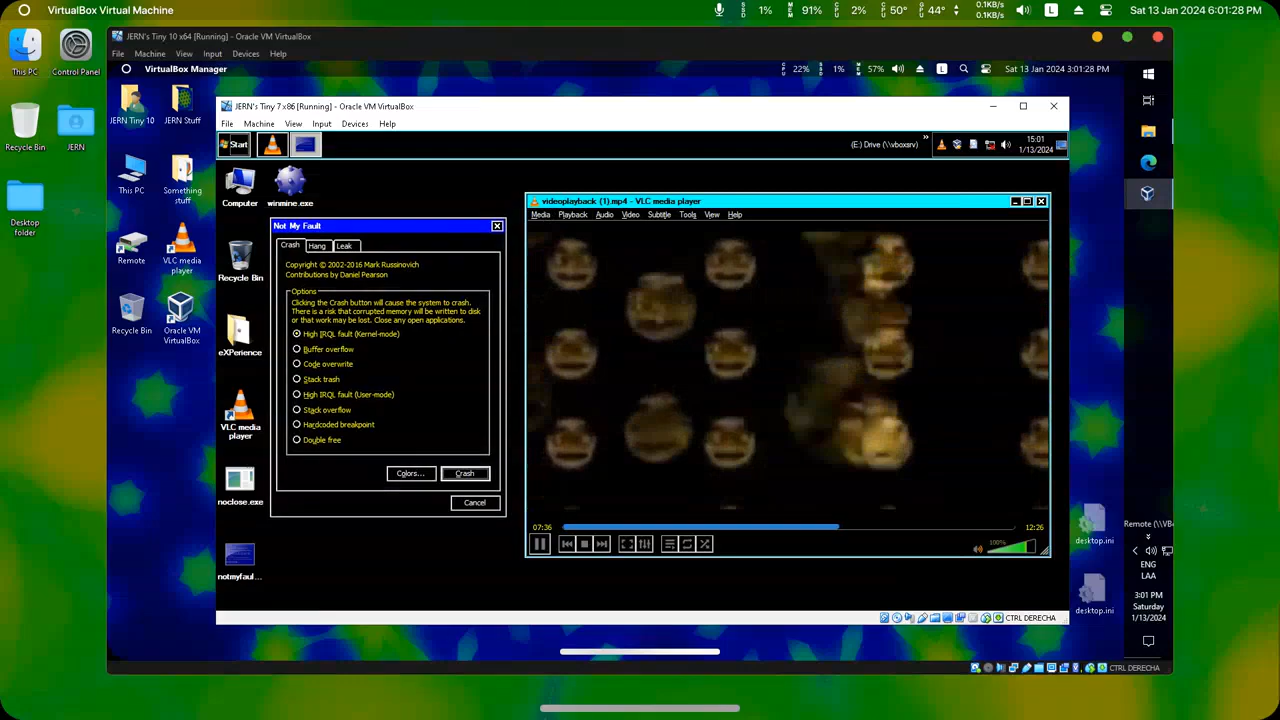 VirtualBox Virtual Machine
SSD 1% MEM 91% CPU 2% CPU 50° GPU 44° 0.1KB/s 0.1KB/s L Sat 13 Jan 2024 6:01:28 PM
This PC
Control Panel
Recycle Bin
JERN
Desktop folder
JERN's Tiny 10 x64 [Running] - Oracle VM VirtualBox
File Machine View Input Devices Help
VirtualBox Manager
CPU 22% SSD 1% MEM 57% L Sat 13 Jan 2024 3:01:28 PM
JERN Tiny 10
JERN Stuff
This PC
Something stuff
Remote
VLC media player
Recycle Bin
Oracle VM VirtualBox
JERN's Tiny 7 x86 [Running] - Oracle VM VirtualBox
File Machine View Input Devices Help
Start
(E:) Drive (\\vboxsrv) »
15:01
1/13/2024
Computer
winmine.exe
Recycle Bin
eXPerience
VLC media player
noclose.exe
notmyfaul...
Not My Fault
Crash Hang Leak
Copyright © 2002-2016 Mark Russinovich
Contributions by Daniel Pearson
Options
Clicking the Crash button will cause the system to crash.
There is a risk that corrupted memory will be written to disk
or that work may be lost. Close any open applications.
High IRQL fault (Kernel-mode)
Buffer overflow
Code overwrite
Stack trash
High IRQL fault (User-mode)
Stack overflow
Hardcoded breakpoint
Double free
Colors... Crash
Cancel
videoplayback (1).mp4 - VLC media player
Media Playback Audio Video Subtitle Tools View Help
07:36 12:26
100%
CTRL DERECHA
desktop.ini
desktop.ini
Remote (\\VB
ENG
LAA
3:01 PM
Saturday
1/13/2024
CTRL DERECHA